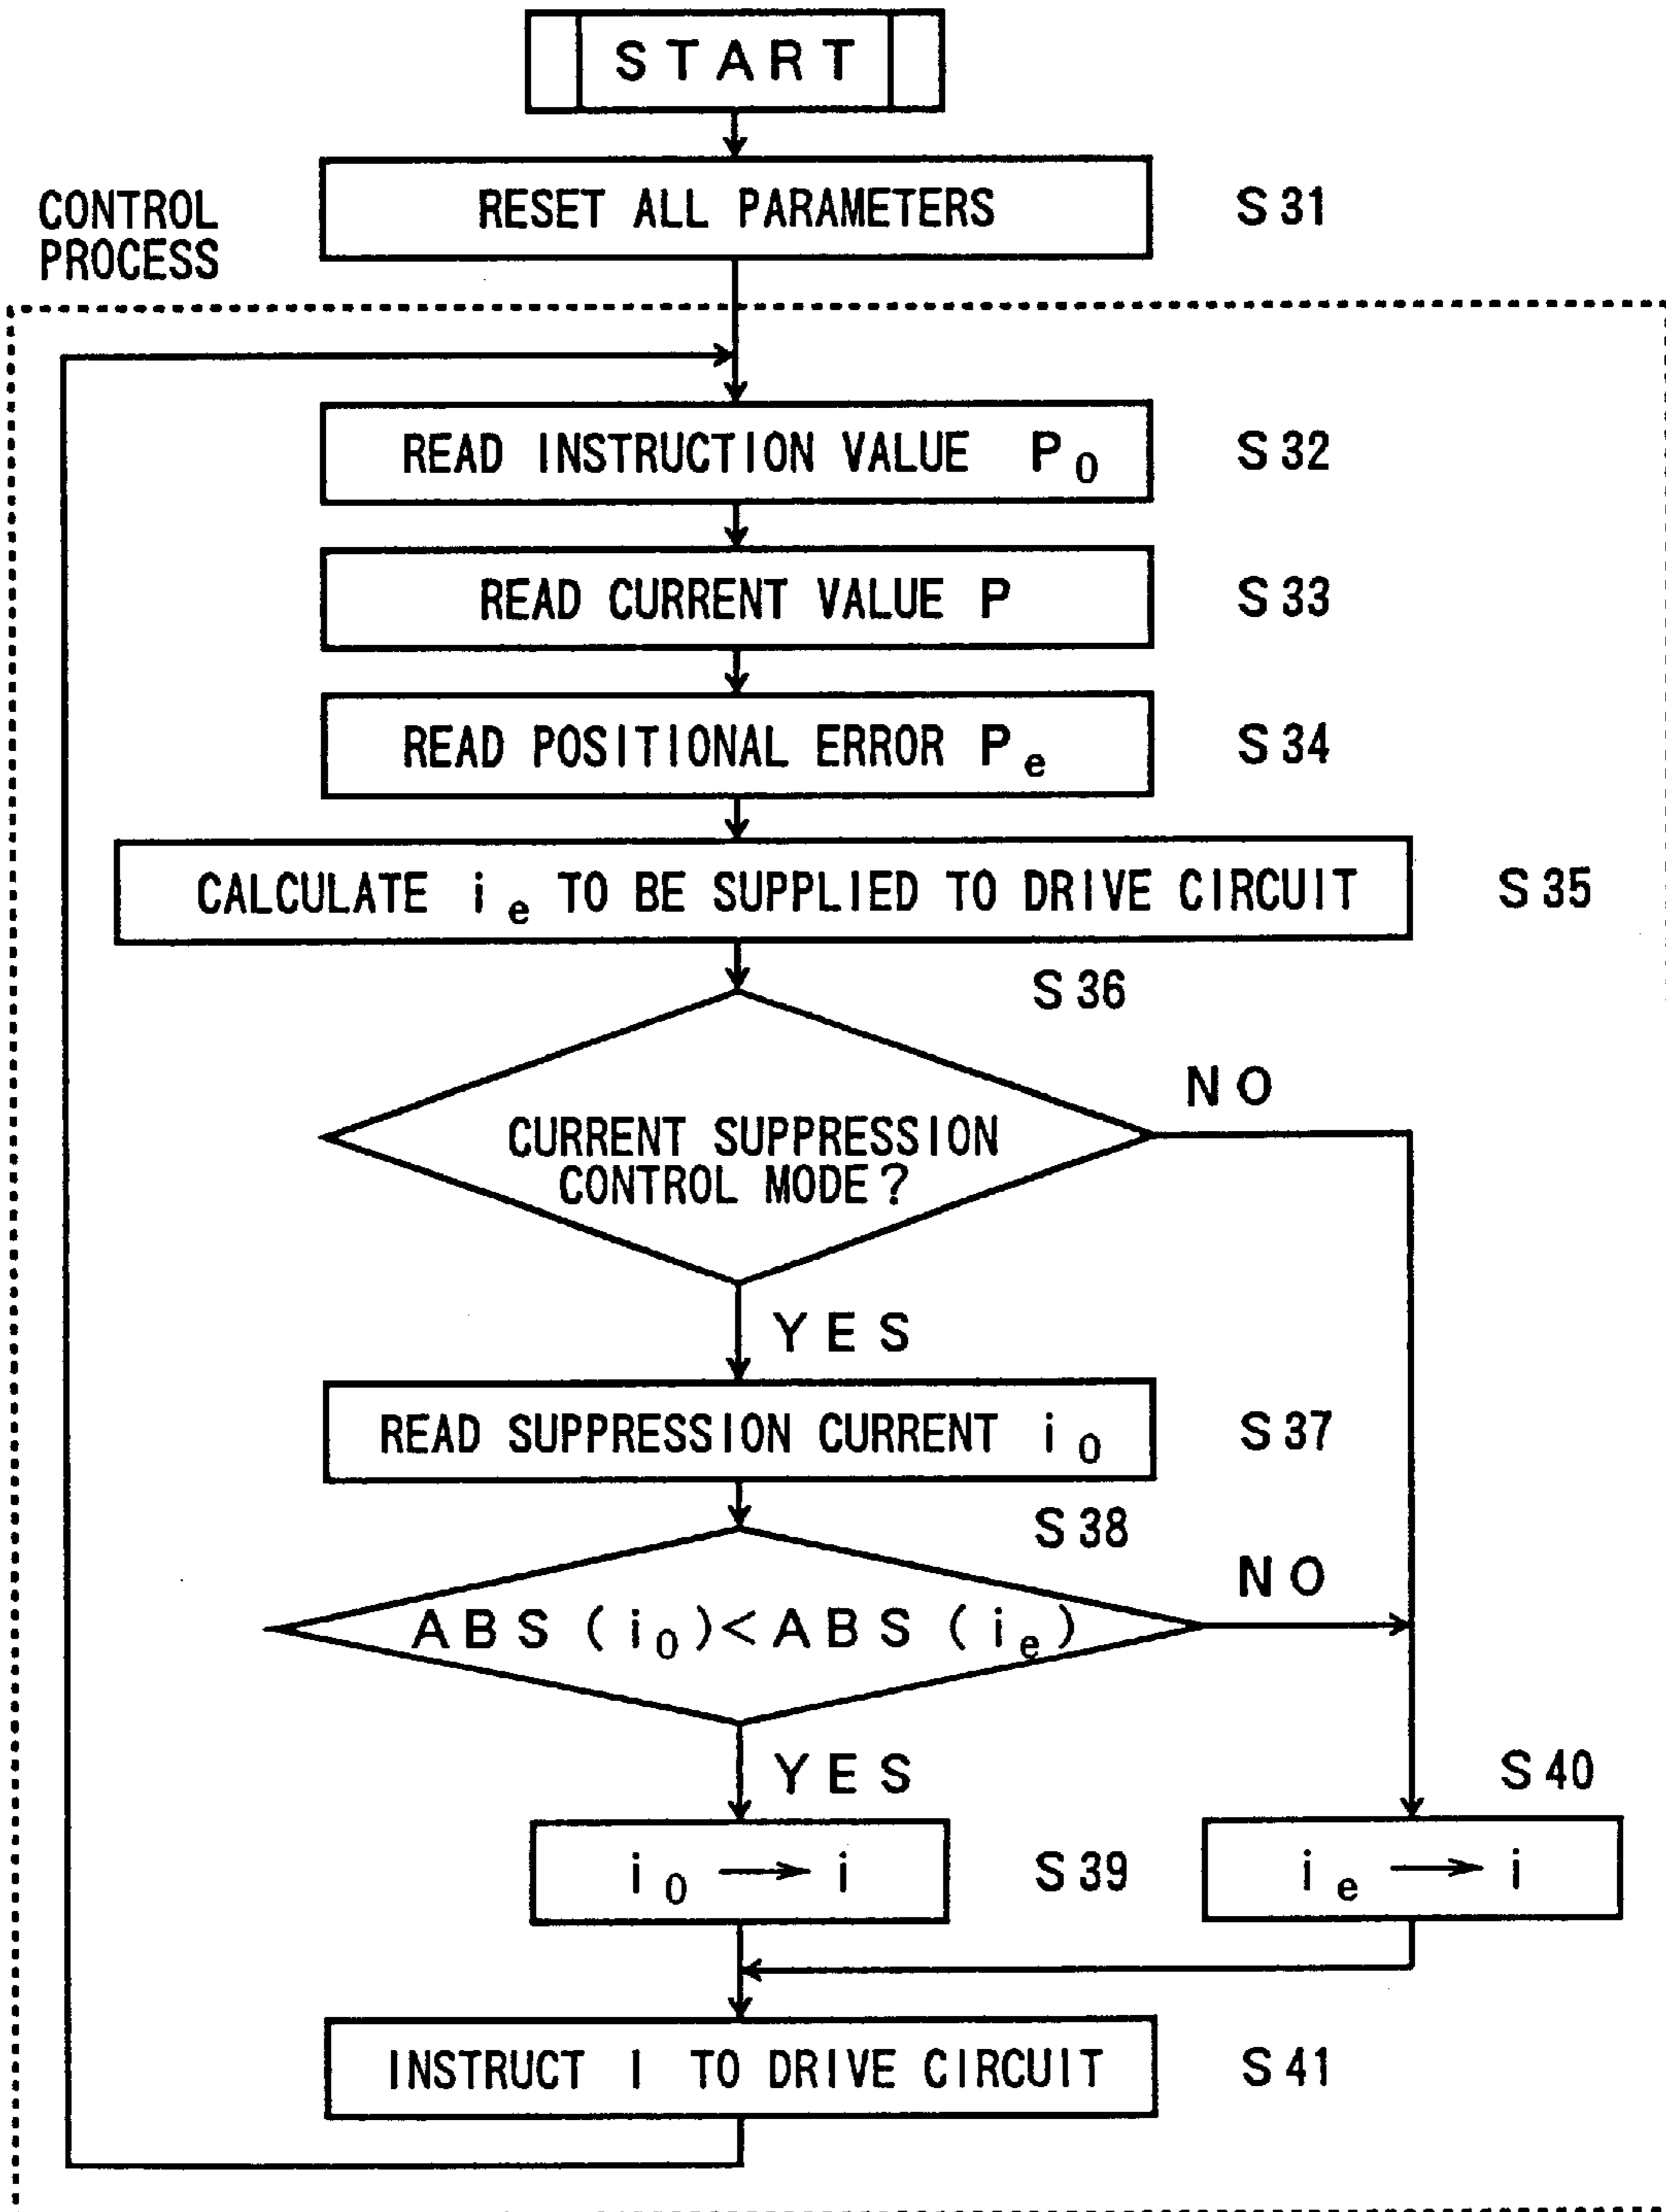 START
RESET ALL PARAMETERS S31
CONTROL
PROCESS
READ INSTRUCTION VALUE P₀ S32
READ CURRENT VALUE P S33
READ POSITIONAL ERROR Pₑ S34
CALCULATE iₑ TO BE SUPPLIED TO DRIVE CIRCUIT S35
S36
NO
CURRENT SUPPRESSION
CONTROL MODE?
YES
READ SUPPRESSION CURRENT i₀ S37
S38
NO
ABS(i₀)<ABS(iₑ)
YES
S40
i₀ → i S39
iₑ → i
INSTRUCT I TO DRIVE CIRCUIT S41